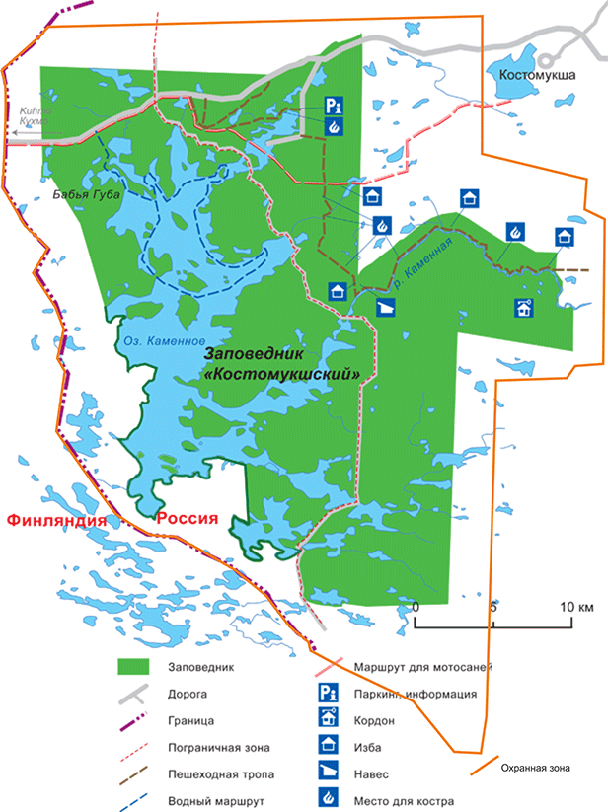 Костомукша
Кухмо
Бабья Губа
р. Каменная
Оз. Каменное
Заповедник
«Костомукшский»
Финляндия
Россия
0 5 10 км
Заповедник
Дорога
Граница
Пограничная зона
Пешеходная тропа
Водный маршрут
Маршрут для мотосаней
Паркинг, информация
Кордон
Изба
Навес
Место для костра
Охранная зона